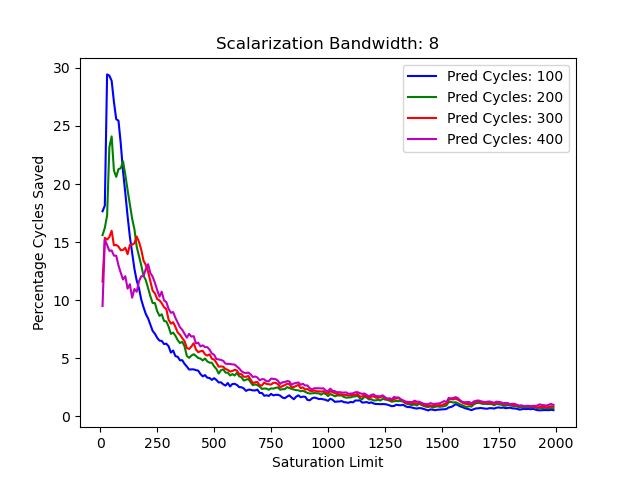 Scalarization Bandwidth: 8
Pred Cycles: 100
Pred Cycles: 200
Pred Cycles: 300
Pred Cycles: 400
Percentage Cycles Saved
30
25
20
15
10
5
0
0 250 500 750 1000 1250 1500 1750 2000
Saturation Limit